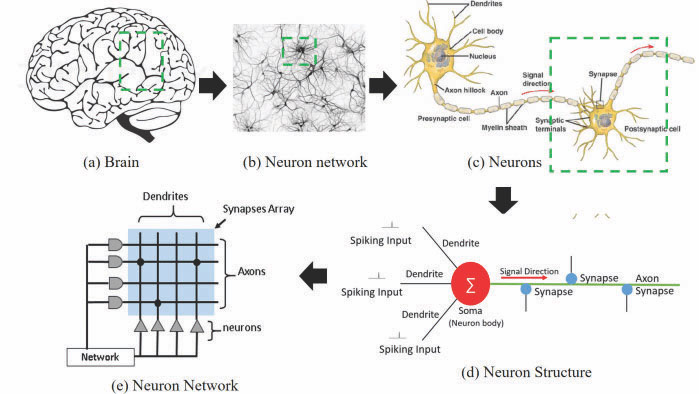 Dendrites
Cell body
Nucleus
Axon hillock
Axon
Signal
direction
Synapse
Presynaptic cell
Myelin sheath
Synaptic
terminals
Postsynaptic cell
(a) Brain
(b) Neuron network
(c) Neurons
Dendrites
Synapses Array
Axons
neurons
Network
(e) Neuron Network
Spiking Input
Dendrite
Spiking Input
Dendrite
Dendrite
Spiking Input
∑
Soma
(Neuron body)
Signal Direction
Synapse
Synapse
Axon
Synapse
(d) Neuron Structure